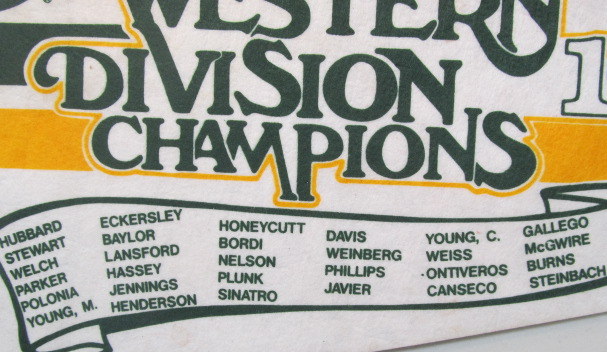 WESTERN
DIVISION
CHAMPIONS
1
HUBBARD
STEWART
WELCH
PARKER
POLONIA
YOUNG, M.
ECKERSLEY
BAYLOR
LANSFORD
HASSEY
JENNINGS
HENDERSON
HONEYCUTT
BORDI
NELSON
PLUNK
SINATRO
DAVIS
WEINBERG
PHILLIPS
JAVIER
YOUNG, C.
WEISS
ONTIVEROS
CANSECO
GALLEGO
McGWIRE
BURNS
STEINBACH